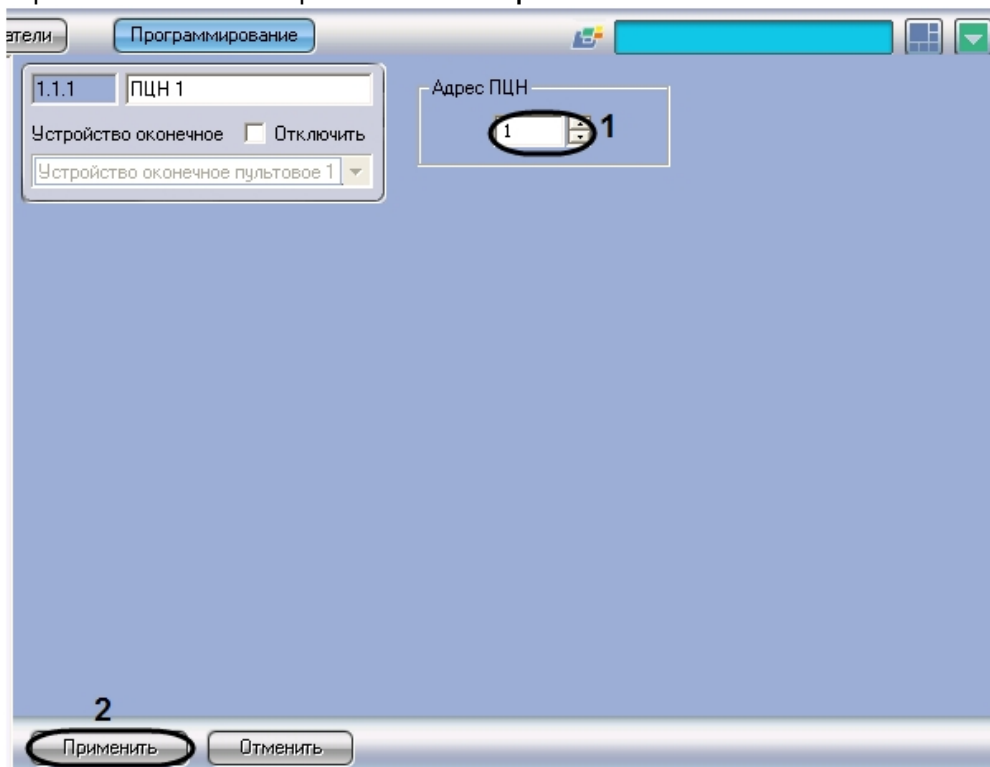 атели Программирование
1.1.1 ПЦН 1
Адрес ПЦН
1 1
Устройство оконечное Отключить
Устройство оконечное пультовое 1
2
Применить Отменить